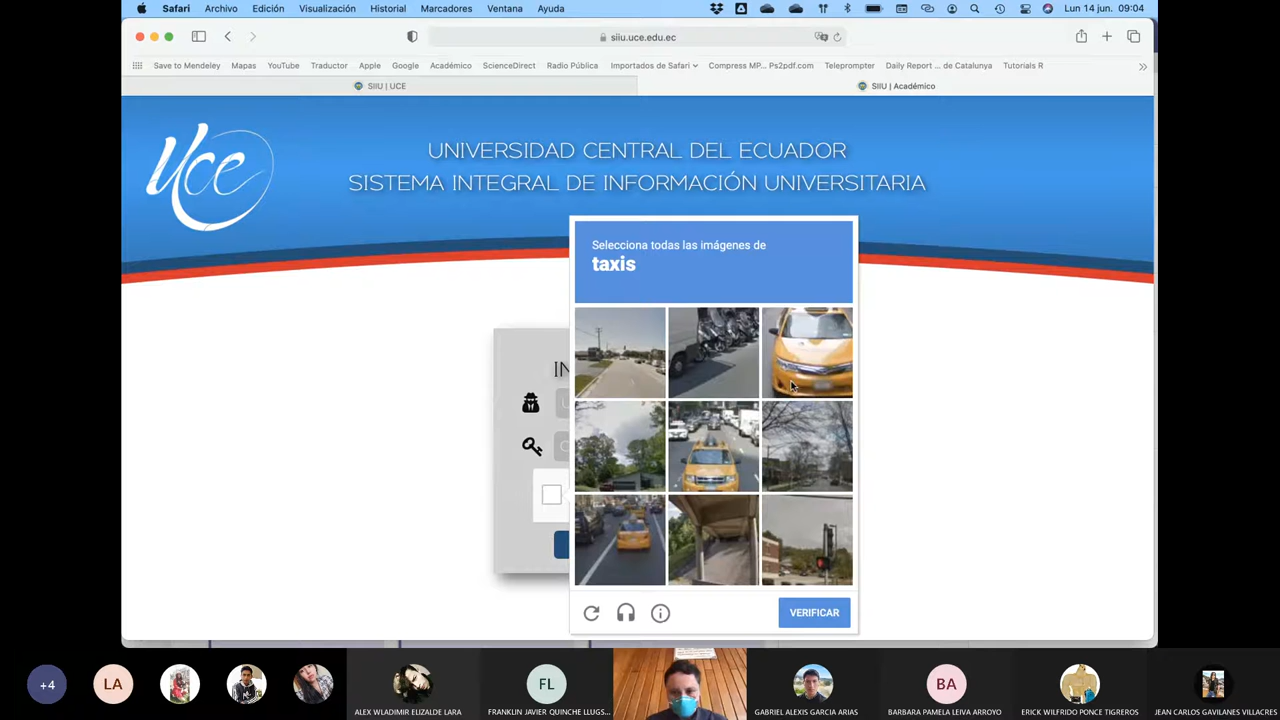 Safari Archivo Edición Visualización Historial Marcadores Ventana Ayuda Lun 14 jun. 09:04
siiu.uce.edu.ec
Save to Mendeley Mapas YouTube Traductor Apple Google Académico ScienceDirect Radio Pública Importados de Safari Compress MP... Ps2pdf.com Teleprompter Daily Report ... de Catalunya Tutorials R
SIIU | UCE SIIU | Académico
uce
UNIVERSIDAD CENTRAL DEL ECUADOR
SISTEMA INTEGRAL DE INFORMACIÓN UNIVERSITARIA
Selecciona todas las imágenes de
taxis
IN
VERIFICAR
+4 LA FL BA
ALEX WLADIMIR ELIZALDE LARA FRANKLIN JAVIER QUINCHE LLUGS... GABRIEL ALEXIS GARCIA ARIAS BARBARA PAMELA LEIVA ARROYO ERICK WILFRIDO PONCE TIGREROS JEAN CARLOS GAVILANES VILLACRES